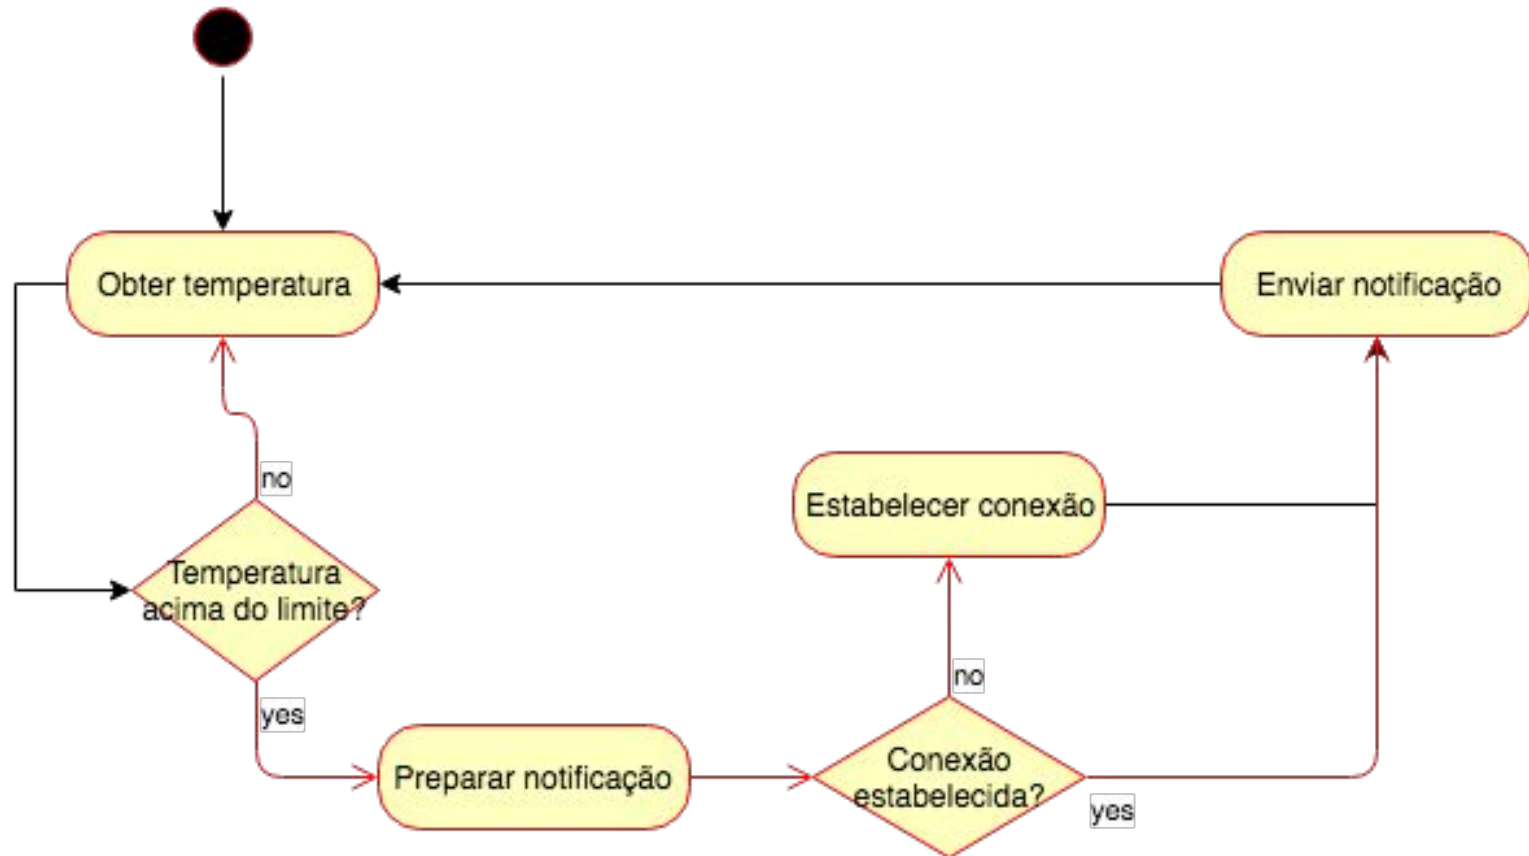 Obter temperatura
Enviar notificação
no
Estabelecer conexão
Temperatura
acima do limite?
no
yes
Preparar notificação
Conexão
estabelecida?
yes